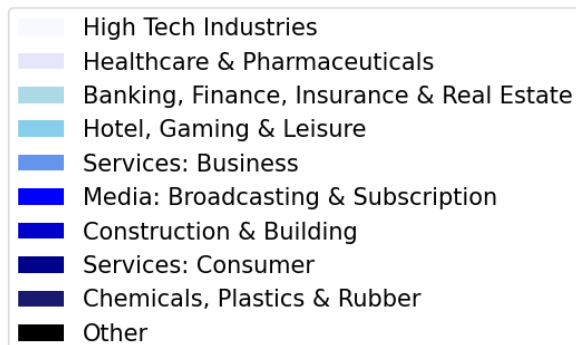 High Tech Industries
Healthcare & Pharmaceuticals
Banking, Finance, Insurance & Real Estate
Hotel, Gaming & Leisure
Services: Business
Media: Broadcasting & Subscription
Construction & Building
Services: Consumer
Chemicals, Plastics & Rubber
Other